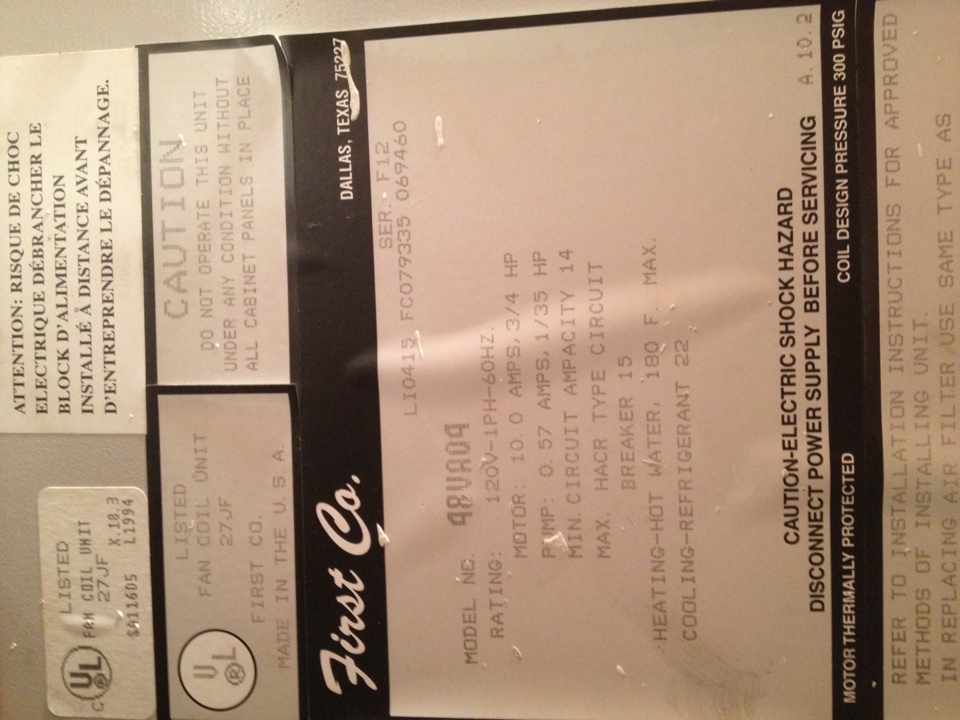 ATTENTION: RISQUE DE CHOC
ELECTRIQUE DÉBRANCHER LE
BLOCK D'ALIMENTATION
INSTALLÉ À DISTANCE AVANT
D'ENTREPRENDRE LE DÉPANNAGE.
C UL ®
LISTED
FAN COIL UNIT
27JF X.10.3
SA11605 L1994
CAUTION
DO NOT OPERATE THIS UNIT
UNDER ANY CONDITION WITHOUT
ALL CABINET PANELS IN PLACE
UL ®
LISTED
FAN COIL UNIT
27JF
FIRST CO.
MADE IN THE U.S.A.
First Co.
DALLAS, TEXAS 75227
SER. F12
LI0415 FC079335 069460
MODEL NO. 48VAQ4
RATING: 120V-1PH-60HZ.
MOTOR: 10.0 AMPS, 3/4 HP
PUMP: 0.57 AMPS, 1/35 HP
MIN. CIRCUIT AMPACITY 14
MAX. HACR TYPE CIRCUIT
BREAKER 15
HEATING-HOT WATER, 180 F. MAX.
COOLING-REFRIGERANT 22
CAUTION-ELECTRIC SHOCK HAZARD
DISCONNECT POWER SUPPLY BEFORE SERVICING A.10.2
MOTOR THERMALLY PROTECTED COIL DESIGN PRESSURE 300 PSIG
REFER TO INSTALLATION INSTRUCTIONS FOR APPROVED
METHODS OF INSTALLING UNIT.
IN REPLACING AIR FILTER USE SAME TYPE AS